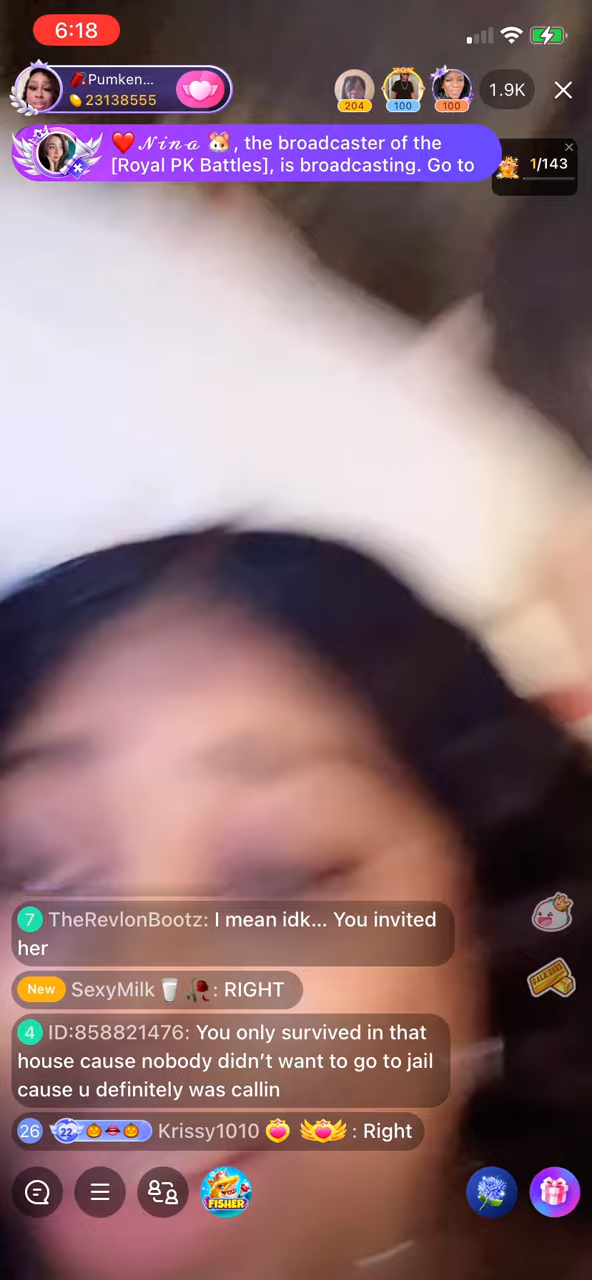 6:18
Pumken...
23138555
204
100
100
1.9K
❤️ 𝓝𝓲𝓷𝓪 🐹, the broadcaster of the
[Royal PK Battles], is broadcasting. Go to
1/143
7 TheRevlonBootz: I mean idk... You invited
her
New SexyMilk🥛🥀: RIGHT
4 ID:858821476: You only survived in that
house cause nobody didn't want to go to jail
cause u definitely was callin
26 22 🎃👄🎃 Krissy1010 : Right
FISHER